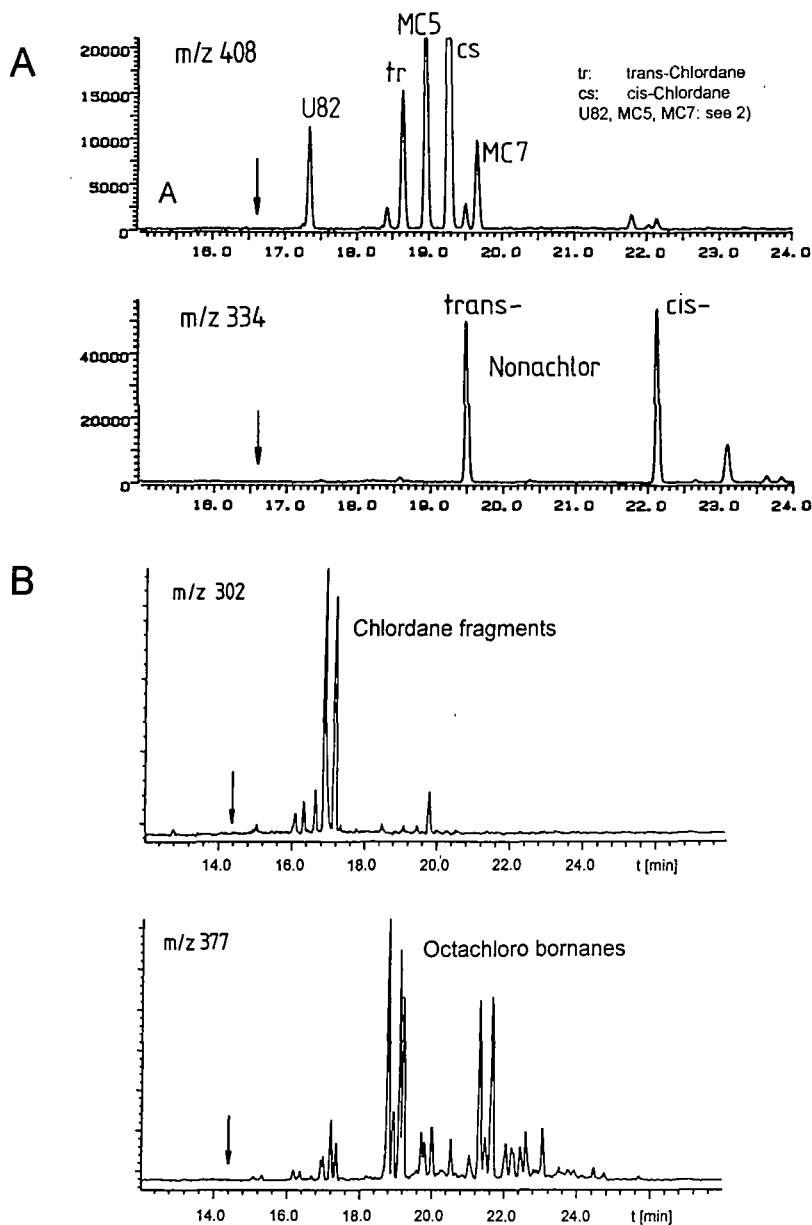 A
m/z 408
MC5
tr
cs
U82
MC7
tr: trans-Chlordane
cs: cis-Chlordane
U82, MC5, MC7: see 2)
20000
15000
10000
5000
0
A
16.0 17.0 18.0 19.0 20.0 21.0 22.0 23.0 24.0
m/z 334
trans-
cis-
Nonachlor
40000
20000
0
16.0 17.0 18.0 19.0 20.0 21.0 22.0 23.0 24.0
B
m/z 302
Chlordane fragments
14.0 16.0 18.0 20.0 22.0 24.0 t [min]
m/z 377
Octachloro bornanes
14.0 16.0 18.0 20.0 22.0 24.0 t [min]